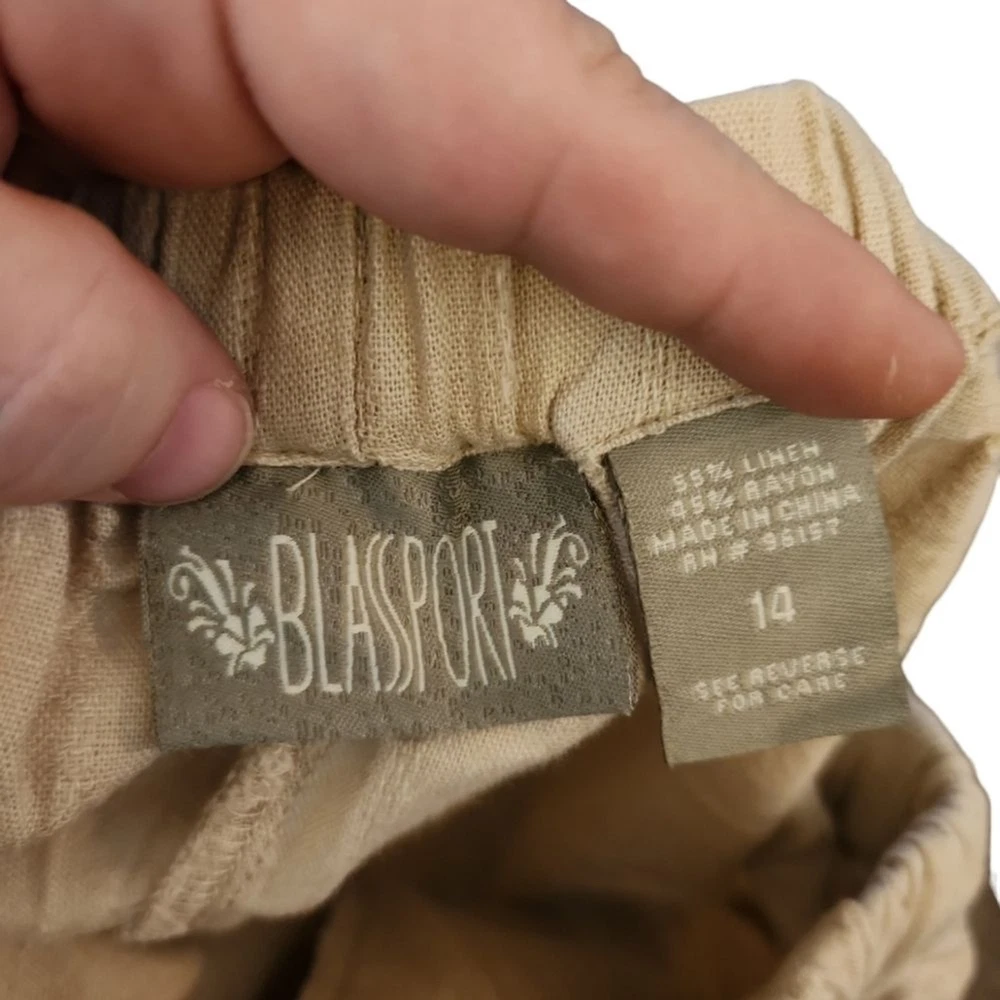 BLASSPORT
55% LINEN
45% RAYON
MADE IN CHINA
RN # 96157
14
SEE REVERSE
FOR CARE